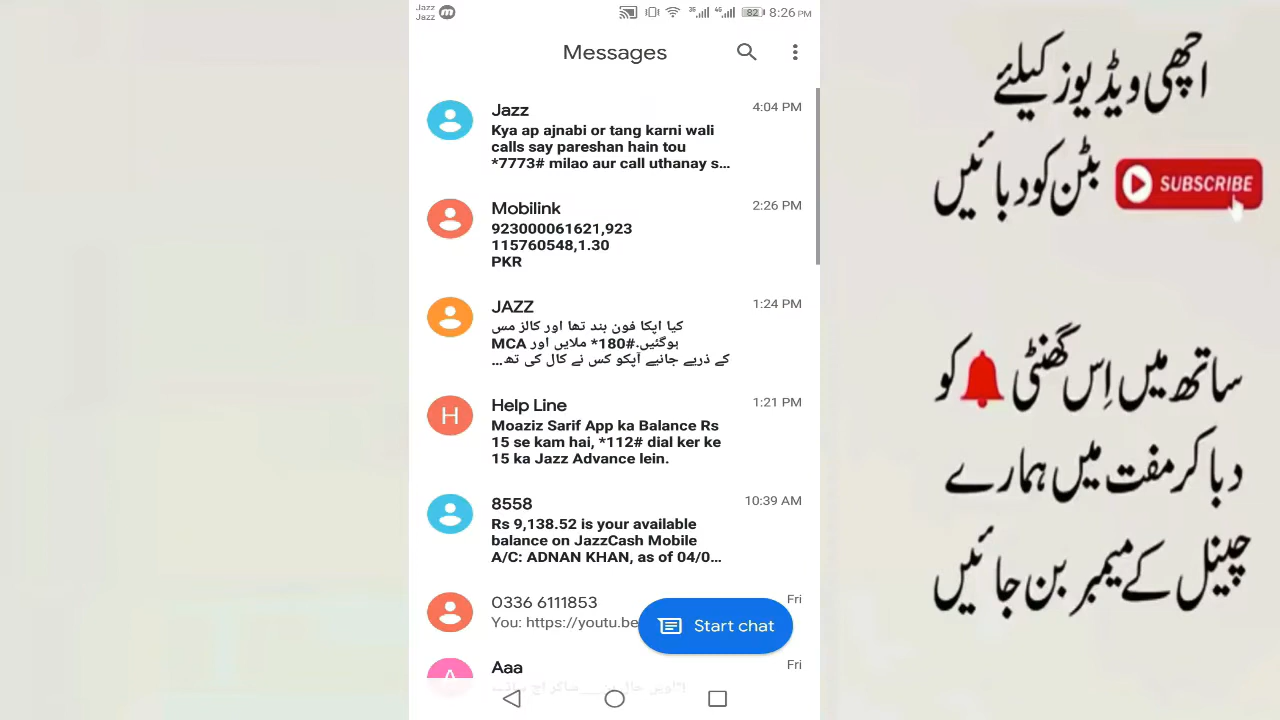 Jazz
Jazz
3G
4G
82
8:26 PM
Messages
Jazz
4:04 PM
Kya ap ajnabi or tang karni wali
calls say pareshan hain tou
*7773# milao aur call uthanay s...
Mobilink
2:26 PM
923000061621,923
115760548,1.30
PKR
JAZZ
1:24 PM
کیا اپکا فون بند تھا اور کالز مس
ہوگئیں.#180* ملایں اور MCA
کے ذریے جانیے آپکو کس نے کال کی تھ...
H
Help Line
1:21 PM
Moaziz Sarif App ka Balance Rs
15 se kam hai, *112# dial ker ke
15 ka Jazz Advance lein.
8558
10:39 AM
Rs 9,138.52 is your available
balance on JazzCash Mobile
A/C: ADNAN KHAN, as of 04/0...
0336 6111853
Fri
You: https://youtu.be
Start chat
Aaa
Fri
A
اچھی ویڈیوز کیلئے
بٹن کو دبائیں
SUBSCRIBE
ساتھ میں اِس گھنٹی کو
دبا کر مفت میں ہمارے
چینل کے میمبر بن جائیں